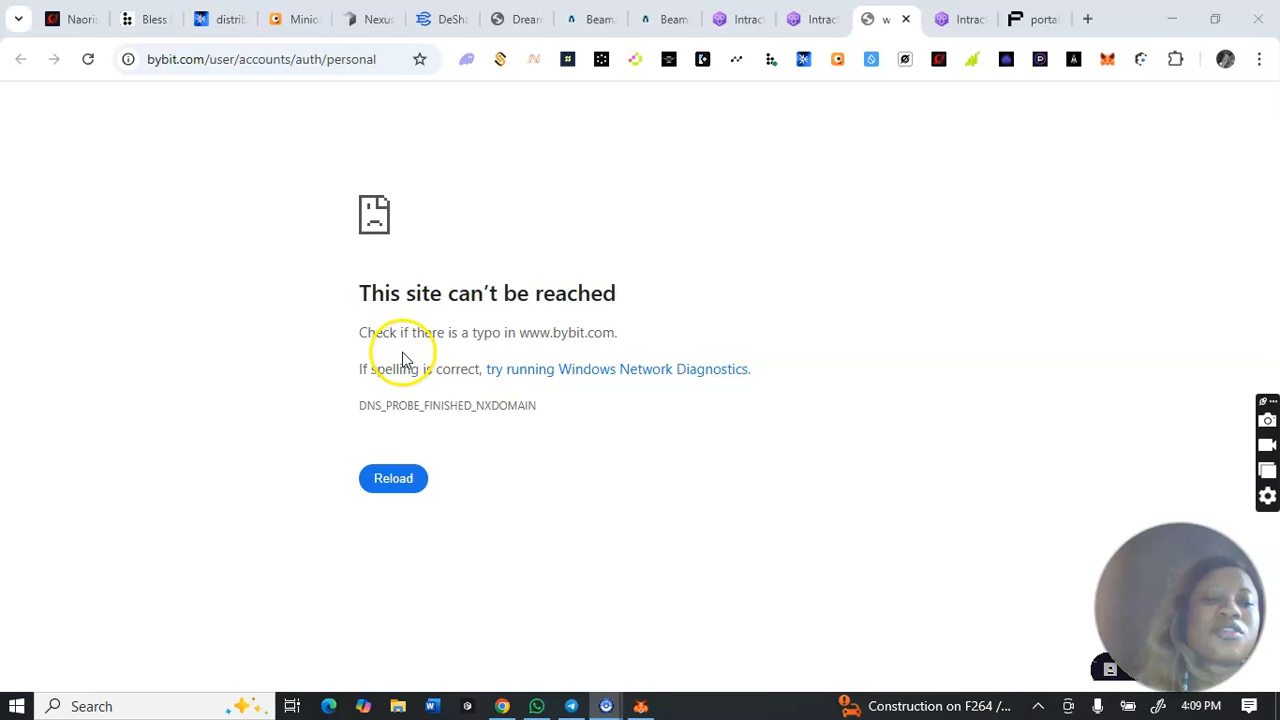 Naoris
Bless
distrib
Minio
Nexus
DeSha
Dream
Beam
Beam
Intrac
Intrac
w
Intrac
portal
bybit.com/user/accounts/auth/personal
This site can't be reached
Check if there is a typo in www.bybit.com.
If spelling is correct, try running Windows Network Diagnostics.
DNS_PROBE_FINISHED_NXDOMAIN
Reload
Search
Construction on F264 /...
4:09 PM